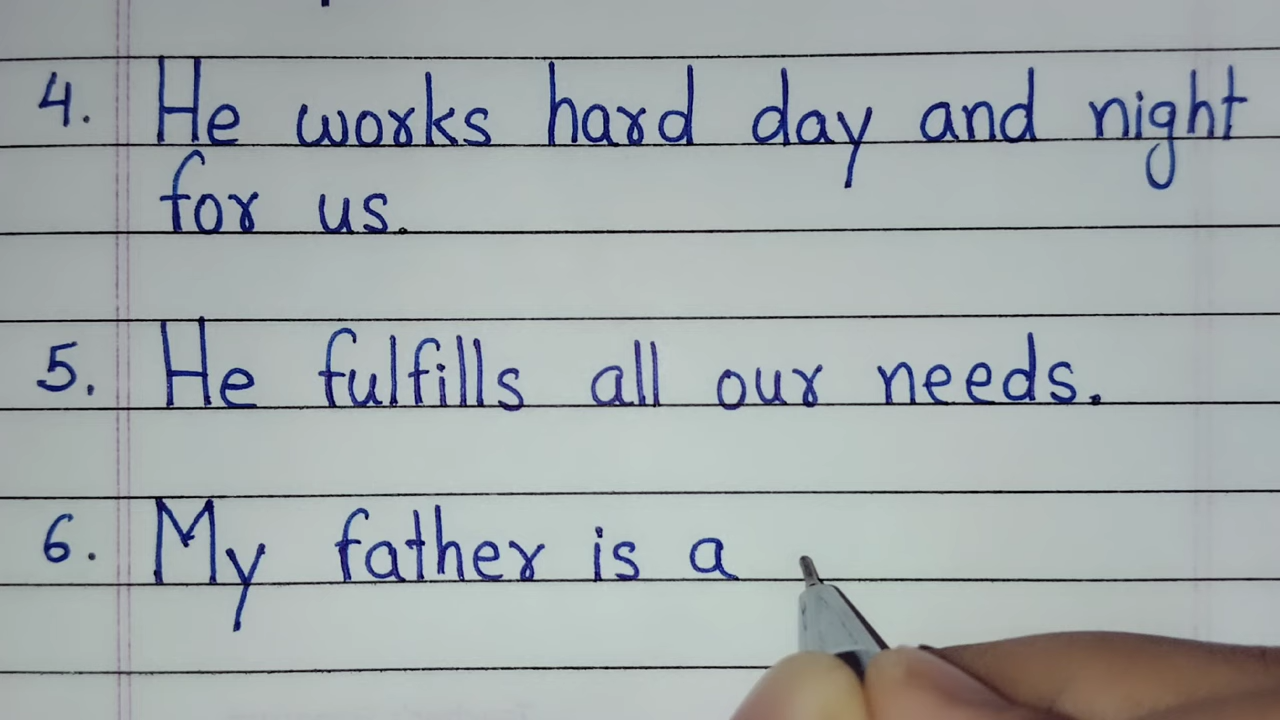 4. He works hard day and night
for us.
5. He fulfills all our needs.
6. My father is a